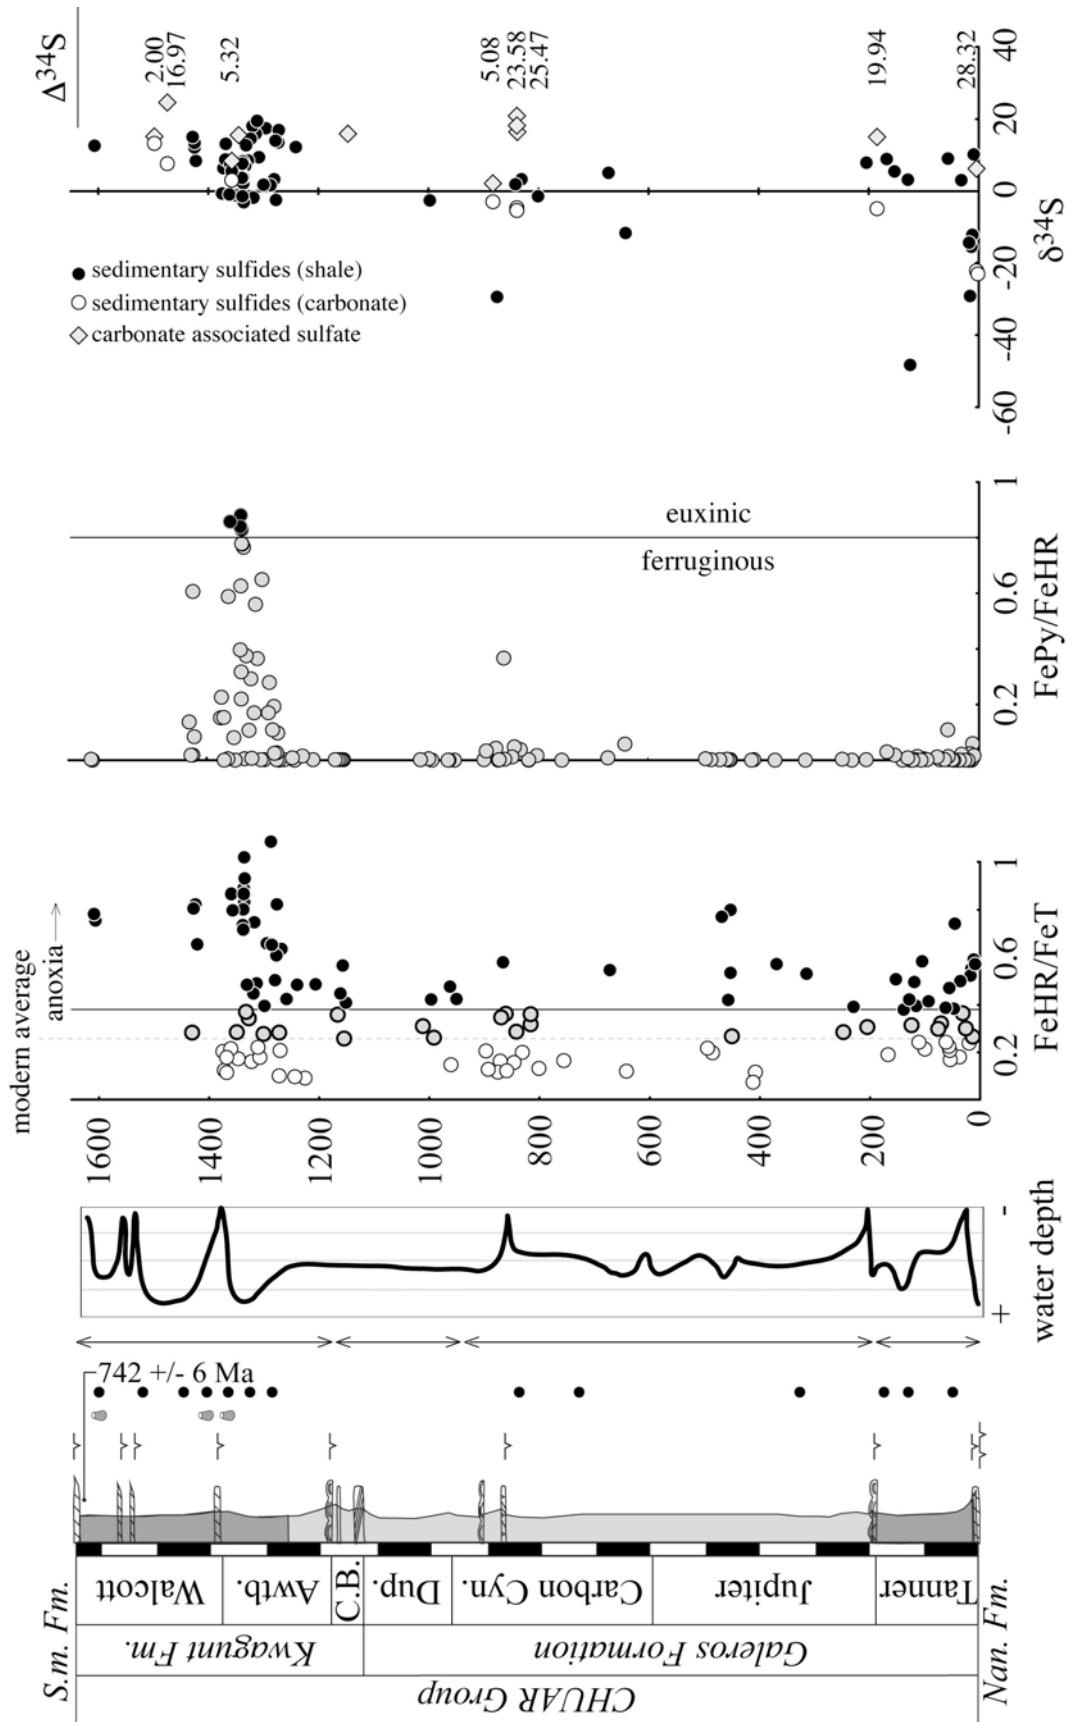 Δ34S
2.00
16.97
5.32
5.08
23.58
25.47
19.94
28.32
40
20
0
-20
-40
-60
δ34S
sedimentary sulfides (shale)
sedimentary sulfides (carbonate)
carbonate associated sulfate
euxinic
ferruginous
1
0.6
0.2
FePy/FeHR
modern average
anoxia
1
0.6
0.2
FeHR/FeT
1600
1400
1200
1000
800
600
400
200
0
-
+
water depth
742 +/- 6 Ma
S.m. Fm.
Walcott
Awtb.
C.B.
Dup.
Carbon Cyn.
Jupiter
Tanner
Nan. Fm.
Kwagunt Fm.
Galeros Formation
CHUAR Group